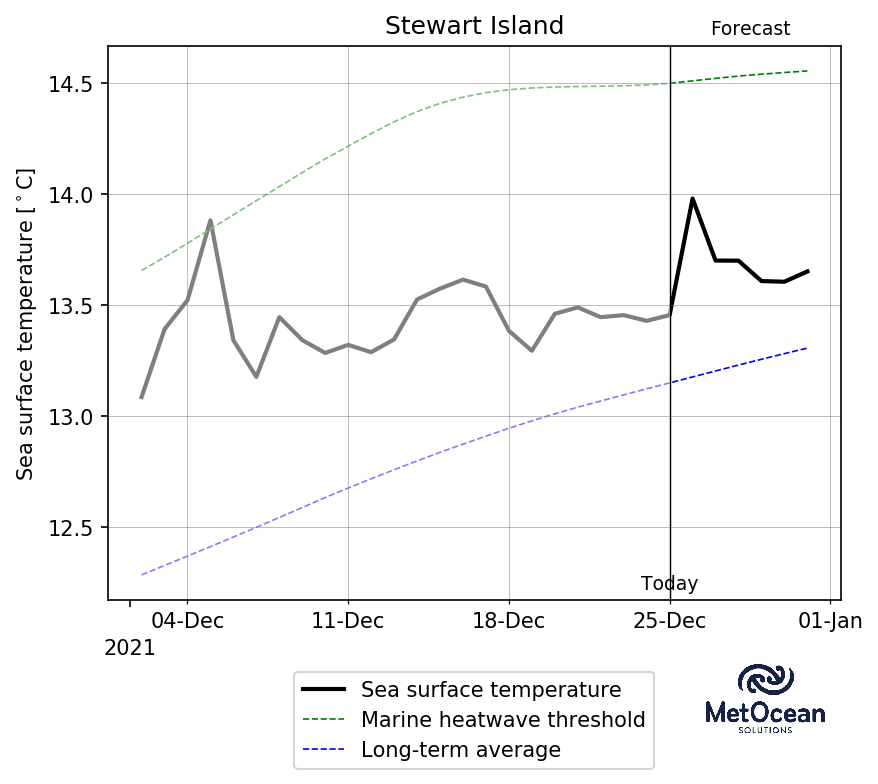 Stewart Island
Forecast
Sea surface temperature [°C]
14.5
14.0
13.5
13.0
12.5
Today
04-Dec
11-Dec
18-Dec
25-Dec
01-Jan
2021
Sea surface temperature
Marine heatwave threshold
Long-term average
MetOcean
SOLUTIONS